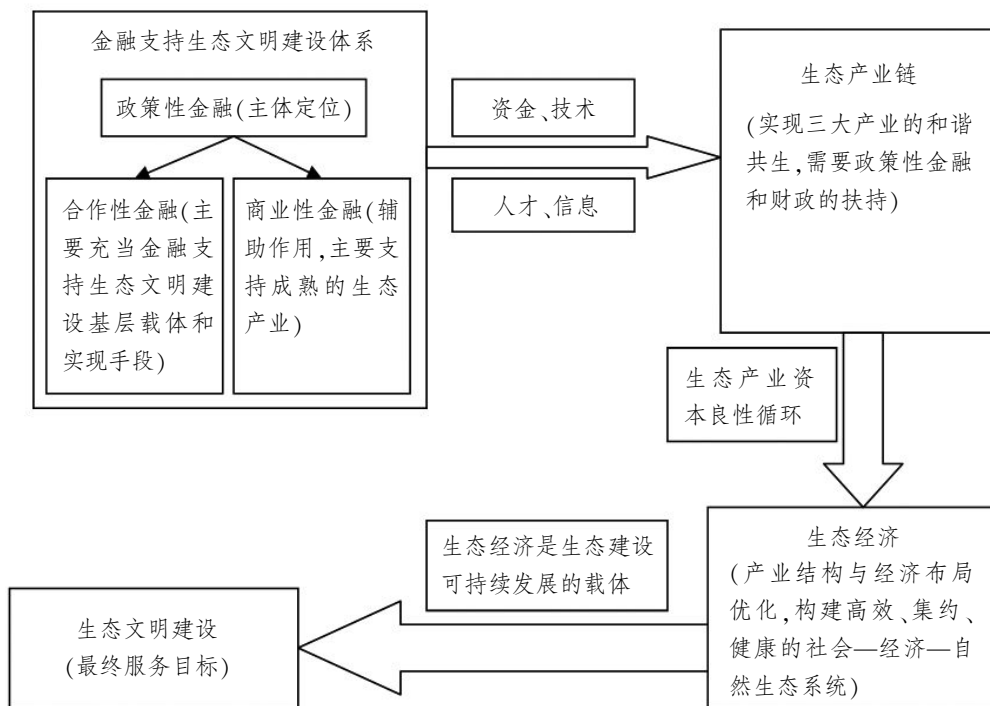 金融支持生态文明建设体系
政策性金融(主体定位)
合作性金融(主
要充当金融支
持生态文明建
设基层载体和
实现手段)
商业性金融(辅
助作用,主要支
持成熟的生态
产业)
资金、技术
人才、信息
生态产业链
(实现三大产业的和谐
共生,需要政策性金融
和财政的扶持)
生态产业资
本良性循环
生态经济
(产业结构与经济布局
优化,构建高效、集约、
健康的社会—经济—自
然生态系统)
生态经济是生态建设
可持续发展的载体
生态文明建设
(最终服务目标)